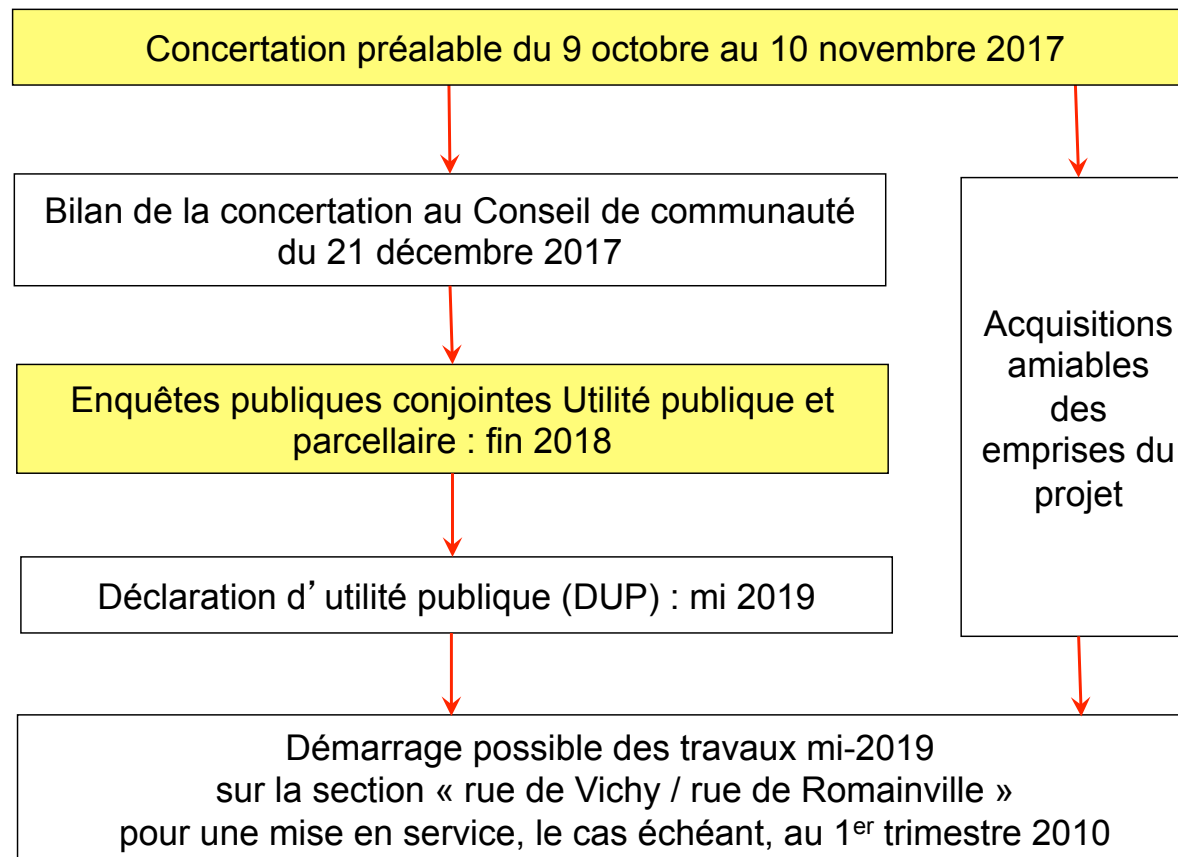 Concertation préalable du 9 octobre au 10 novembre 2017
Bilan de la concertation au Conseil de communauté
du 21 décembre 2017
Enquêtes publiques conjointes Utilité publique et
parcellaire : fin 2018
Déclaration d’ utilité publique (DUP) : mi 2019
Acquisitions
amiables
des
emprises du
projet
Démarrage possible des travaux mi-2019
sur la section « rue de Vichy / rue de Romainville »
pour une mise en service, le cas échéant, au 1er trimestre 2010